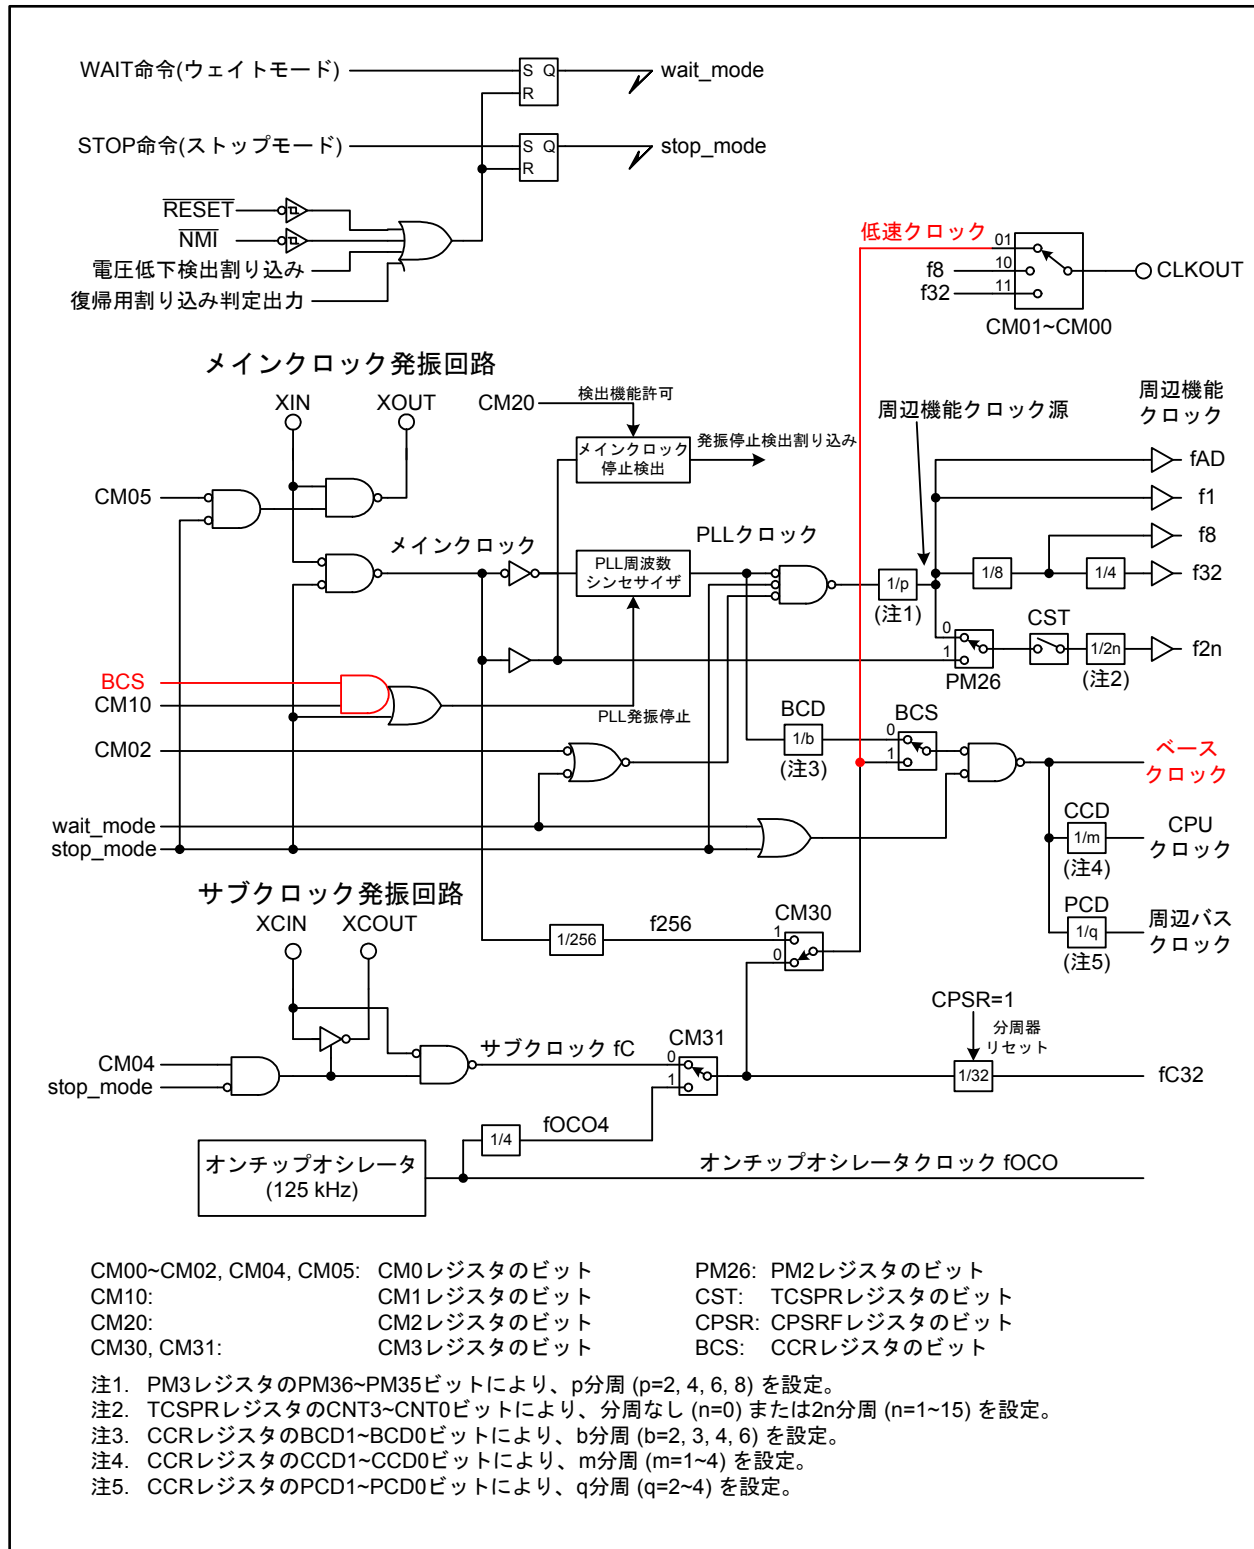 WAIT命令(ウェイトモード)
S Q
R
wait_mode
STOP命令(ストップモード)
S Q
R
stop_mode
RESET
NMI
電圧低下検出割り込み
復帰用割り込み判定出力
低速クロック
01
f8
10
f32
11
CLKOUT
CM01~CM00
メインクロック発振回路
XIN
XOUT
CM20
検出機能許可
メインクロック
停止検出
発振停止検出割り込み
周辺機能クロック源
周辺機能
クロック
fAD
f1
f8
f32
f2n
CM05
メインクロック
PLL周波数
シンセサイザ
PLLクロック
1/p
(注1)
1/8
1/4
0
1
PM26
CST
1/2n
(注2)
BCS
CM10
PLL発振停止
CM02
BCD
1/b
(注3)
BCS
0
1
ベース
クロック
wait_mode
stop_mode
CCD
1/m
(注4)
CPU
クロック
PCD
1/q
(注5)
周辺バス
クロック
サブクロック発振回路
XCIN
XCOUT
1/256
f256
CM30
1
0
CPSR=1
分周器
リセット
CM04
stop_mode
サブクロック fC
CM31
0
1
1/32
fC32
1/4
fOCO4
オンチップオシレータ
(125 kHz)
オンチップオシレータクロック fOCO
CM00~CM02, CM04, CM05: CM0レジスタのビット
CM10: CM1レジスタのビット
CM20: CM2レジスタのビット
CM30, CM31: CM3レジスタのビット
PM26: PM2レジスタのビット
CST: TCSPRレジスタのビット
CPSR: CPSRFレジスタのビット
BCS: CCRレジスタのビット
注1. PM3レジスタのPM36~PM35ビットにより、p分周 (p=2, 4, 6, 8) を設定。
注2. TCSPRレジスタのCNT3~CNT0ビットにより、分周なし (n=0) または2n分周 (n=1~15) を設定。
注3. CCRレジスタのBCD1~BCD0ビットにより、b分周 (b=2, 3, 4, 6) を設定。
注4. CCRレジスタのCCD1~CCD0ビットにより、m分周 (m=1~4) を設定。
注5. CCRレジスタのPCD1~PCD0ビットにより、q分周 (q=2~4) を設定。